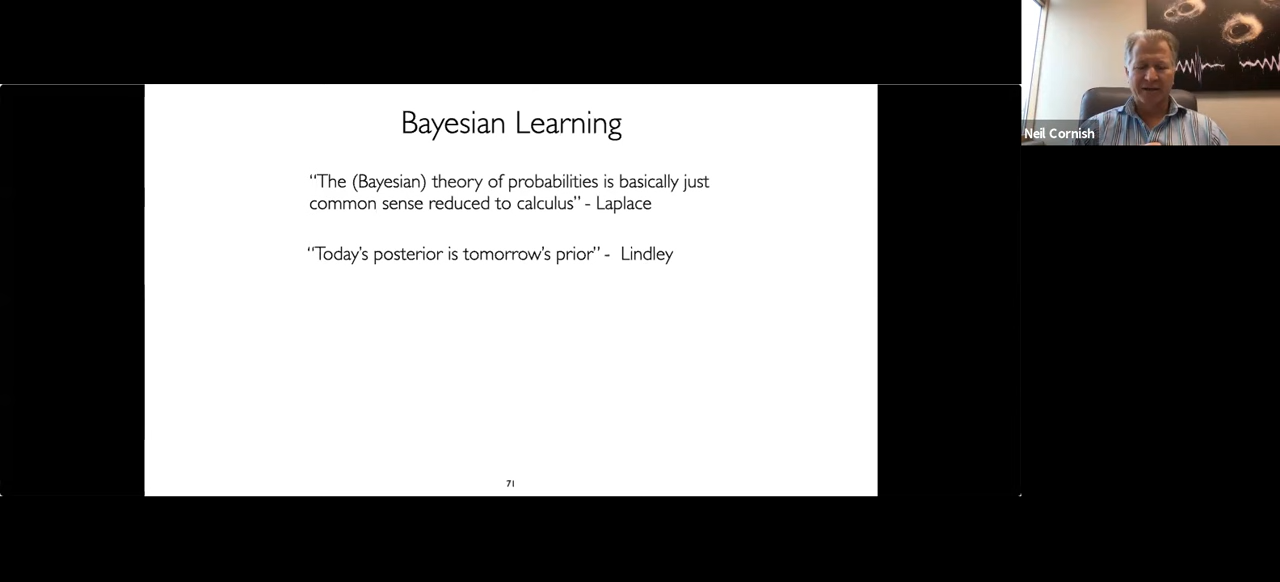 Bayesian Learning
“The (Bayesian) theory of probabilities is basically just
common sense reduced to calculus” - Laplace
“Today’s posterior is tomorrow’s prior” - Lindley
71
Neil Cornish